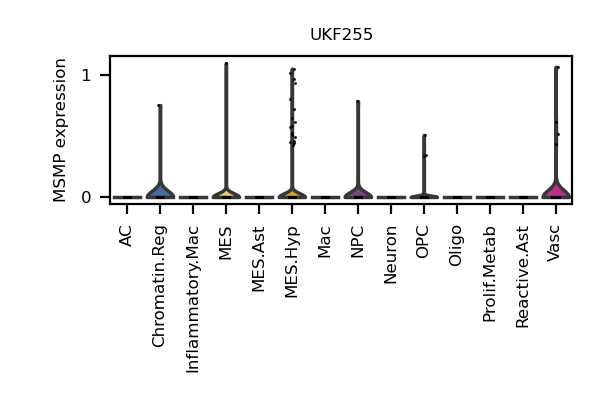 UKF255
MSMP expression
1
0
AC
Chromatin.Reg
Inflammatory.Mac
MES
MES.Ast
MES.Hyp
Mac
NPC
Neuron
OPC
Oligo
Prolif.Metab
Reactive.Ast
Vasc